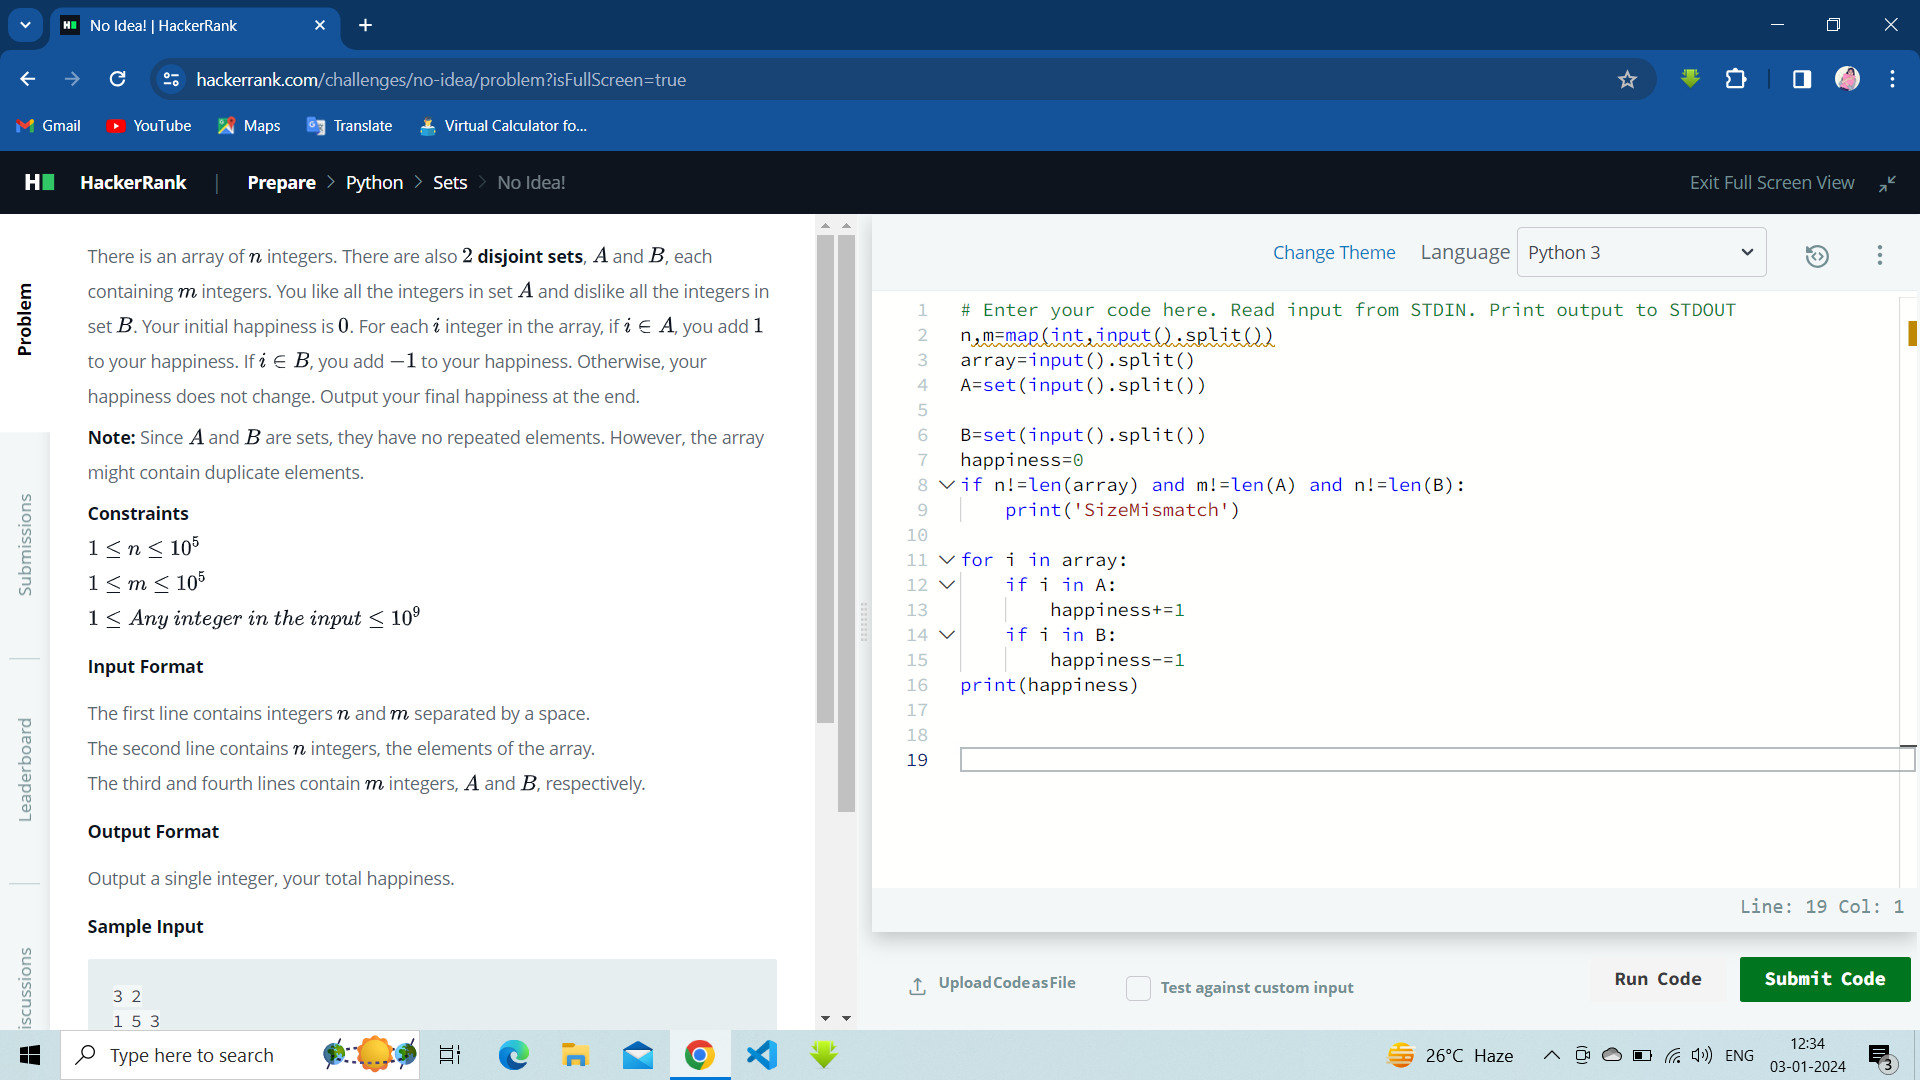 No Idea! | HackerRank
hackerrank.com/challenges/no-idea/problem?isFullScreen=true
Gmail YouTube Maps Translate Virtual Calculator fo...
HackerRank | Prepare > Python > Sets > No Idea! Exit Full Screen View
Problem
Submissions
Leaderboard
iscussions
There is an array of n integers. There are also 2 disjoint sets, A and B, each
containing m integers. You like all the integers in set A and dislike all the integers in
set B. Your initial happiness is 0. For each i integer in the array, if i ∈ A, you add 1
to your happiness. If i ∈ B, you add −1 to your happiness. Otherwise, your
happiness does not change. Output your final happiness at the end.
Note: Since A and B are sets, they have no repeated elements. However, the array
might contain duplicate elements.
Constraints
1 ≤ n ≤ 10⁵
1 ≤ m ≤ 10⁵
1 ≤ Any integer in the input ≤ 10⁹
Input Format
The first line contains integers n and m separated by a space.
The second line contains n integers, the elements of the array.
The third and fourth lines contain m integers, A and B, respectively.
Output Format
Output a single integer, your total happiness.
Sample Input
3 2
1 5 3
Change Theme Language Python 3
1 # Enter your code here. Read input from STDIN. Print output to STDOUT
2 n,m=map(int,input().split())
3 array=input().split()
4 A=set(input().split())
5
6 B=set(input().split())
7 happiness=0
8 if n!=len(array) and m!=len(A) and n!=len(B):
9     print('SizeMismatch')
10
11 for i in array:
12     if i in A:
13         happiness+=1
14     if i in B:
15         happiness-=1
16 print(happiness)
17
18
19
Line: 19 Col: 1
Upload Code as File Test against custom input Run Code Submit Code
Type here to search 26°C Haze ENG 12:34
03-01-2024 3